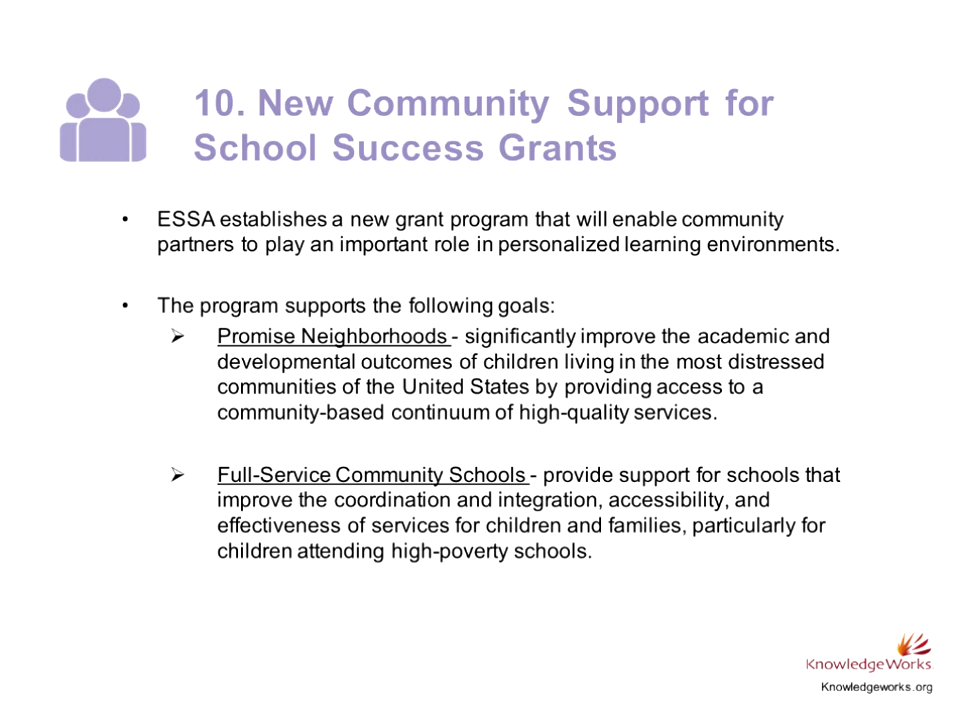 10. New Community Support for
School Success Grants
• ESSA establishes a new grant program that will enable community
partners to play an important role in personalized learning environments.
• The program supports the following goals:
➢ Promise Neighborhoods - significantly improve the academic and
developmental outcomes of children living in the most distressed
communities of the United States by providing access to a
community-based continuum of high-quality services.
➢ Full-Service Community Schools - provide support for schools that
improve the coordination and integration, accessibility, and
effectiveness of services for children and families, particularly for
children attending high-poverty schools.
KnowledgeWorks
Knowledgeworks.org